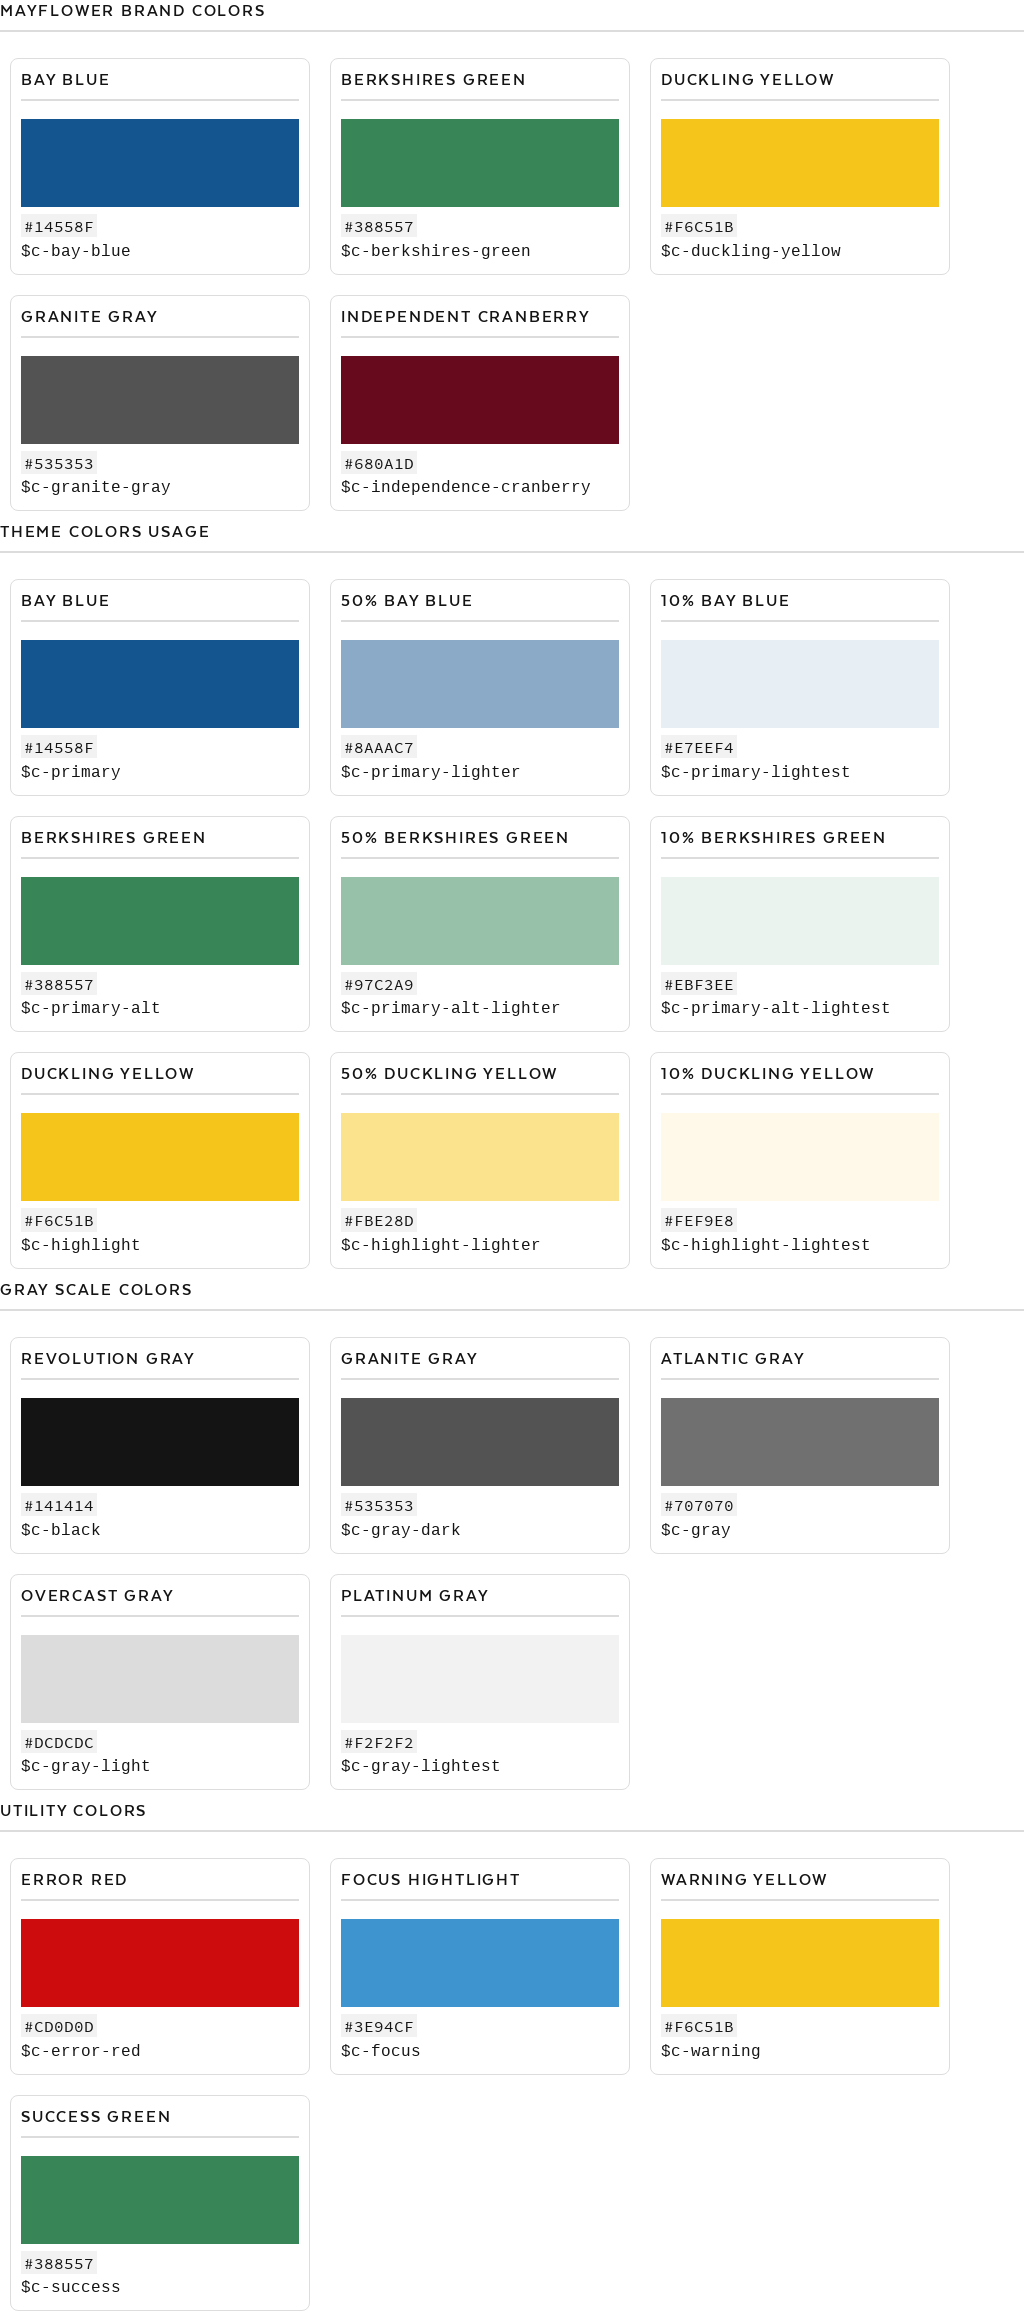 MAYFLOWER BRAND COLORS
BAY BLUE
#14558F
$c-bay-blue
BERKSHIRES GREEN
#388557
$c-berkshires-green
DUCKLING YELLOW
#F6C51B
$c-duckling-yellow
GRANITE GRAY
#535353
$c-granite-gray
INDEPENDENT CRANBERRY
#680A1D
$c-independence-cranberry
THEME COLORS USAGE
BAY BLUE
#14558F
$c-primary
50% BAY BLUE
#8AAAC7
$c-primary-lighter
10% BAY BLUE
#E7EEF4
$c-primary-lightest
BERKSHIRES GREEN
#388557
$c-primary-alt
50% BERKSHIRES GREEN
#97C2A9
$c-primary-alt-lighter
10% BERKSHIRES GREEN
#EBF3EE
$c-primary-alt-lightest
DUCKLING YELLOW
#F6C51B
$c-highlight
50% DUCKLING YELLOW
#FBE28D
$c-highlight-lighter
10% DUCKLING YELLOW
#FEF9E8
$c-highlight-lightest
GRAY SCALE COLORS
REVOLUTION GRAY
#141414
$c-black
GRANITE GRAY
#535353
$c-gray-dark
ATLANTIC GRAY
#707070
$c-gray
OVERCAST GRAY
#DCDCDC
$c-gray-light
PLATINUM GRAY
#F2F2F2
$c-gray-lightest
UTILITY COLORS
ERROR RED
#CD0D0D
$c-error-red
FOCUS HIGHTLIGHT
#3E94CF
$c-focus
WARNING YELLOW
#F6C51B
$c-warning
SUCCESS GREEN
#388557
$c-success